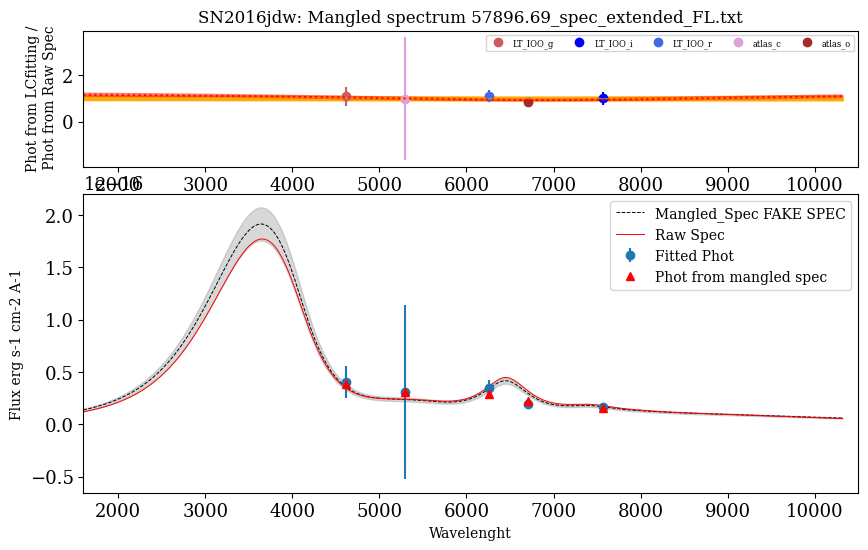 SN2016jdw: Mangled spectrum 57896.69_spec_extended_FL.txt
Phot from LCfitting /
Phot from Raw Spec
LT_IOO_g LT_IOO_i LT_IOO_r atlas_c atlas_o
2
0
2000 3000 4000 5000 6000 7000 8000 9000 10000
1e−16
Mangled_Spec FAKE SPEC
Raw Spec
Fitted Phot
Phot from mangled spec
Flux erg s-1 cm-2 A-1
2.0
1.5
1.0
0.5
0.0
−0.5
2000 3000 4000 5000 6000 7000 8000 9000 10000
Wavelenght